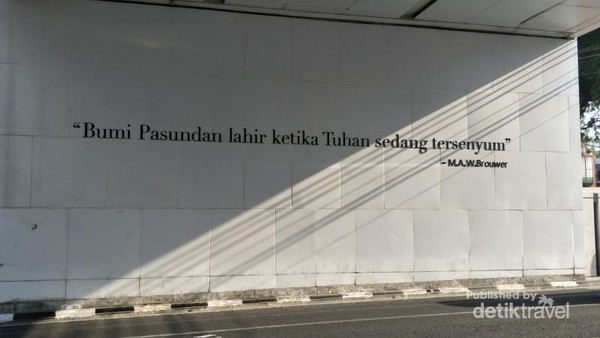 “Bumi Pasundan lahir ketika Tuhan sedang tersenyum”
- M.A.W.Brouwer
Published by
detiktravel